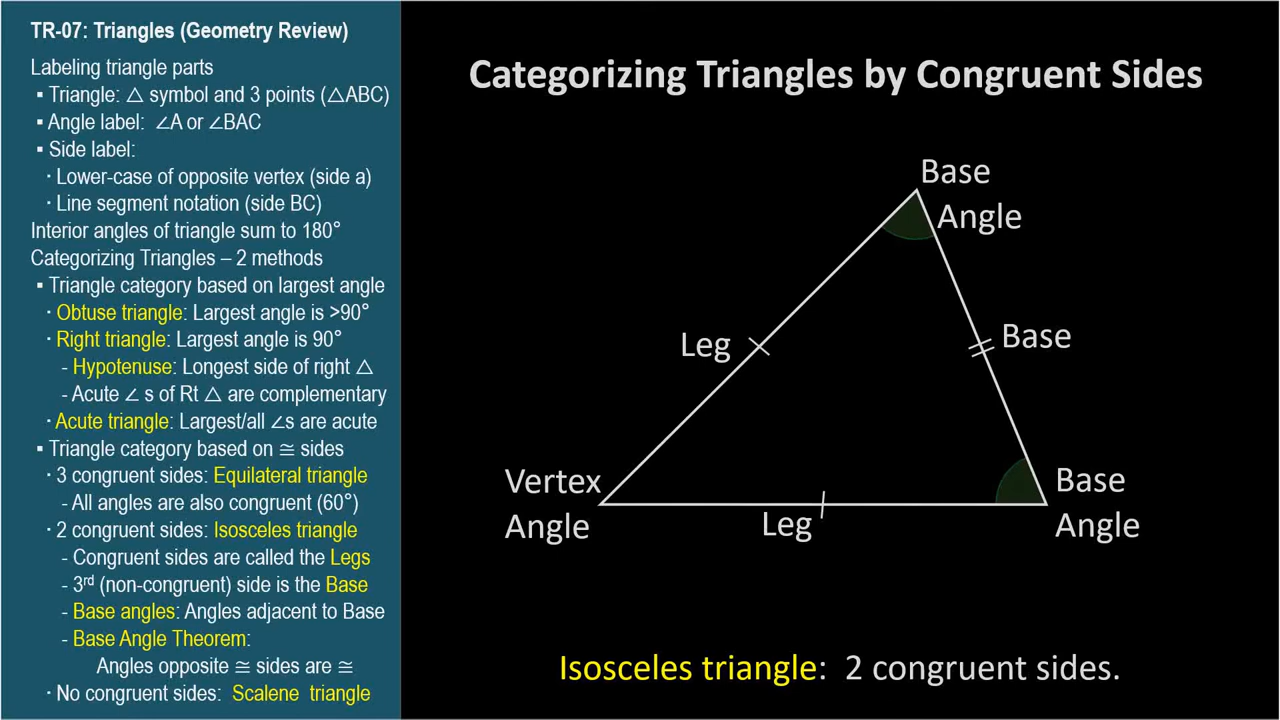 TR-07: Triangles (Geometry Review)
Labeling triangle parts
▪ Triangle: △ symbol and 3 points (△ABC)
▪ Angle label: ∠A or ∠BAC
▪ Side label:
· Lower-case of opposite vertex (side a)
· Line segment notation (side BC)
Interior angles of triangle sum to 180°
Categorizing Triangles – 2 methods
▪ Triangle category based on largest angle
· Obtuse triangle: Largest angle is >90°
· Right triangle: Largest angle is 90°
- Hypotenuse: Longest side of right △
- Acute ∠ s of Rt △ are complementary
· Acute triangle: Largest/all ∠s are acute
▪ Triangle category based on ≅ sides
· 3 congruent sides: Equilateral triangle
- All angles are also congruent (60°)
· 2 congruent sides: Isosceles triangle
- Congruent sides are called the Legs
- 3rd (non-congruent) side is the Base
- Base angles: Angles adjacent to Base
- Base Angle Theorem:
Angles opposite ≅ sides are ≅
· No congruent sides: Scalene triangle
Categorizing Triangles by Congruent Sides
Base
Angle
Leg
Base
Vertex
Angle
Leg
Base
Angle
Isosceles triangle: 2 congruent sides.